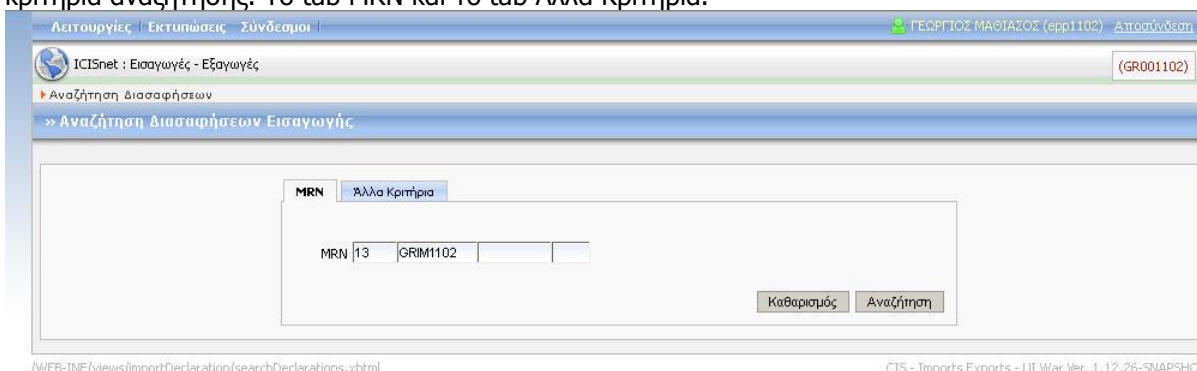 κριτήρια αναζήτησης. Το tab MRN και το tab Άλλα Κριτήρια.
Λειτουργίες Εκτυπώσεις Σύνδεσμοι ΓΕΩΡΓΙΟΣ ΜΑΘΙΑΣΟΣ (epp1102) Αποσύνδεση
ICISnet : Εισαγωγές - Εξαγωγές (GR001102)
Αναζήτηση Διασαφήσεων
» Αναζήτηση Διασαφήσεων Εισαγωγής
MRN Άλλα Κριτήρια
MRN 13 GRIM1102
Καθαρισμός Αναζήτηση
/WEB-INF/views/importDeclaration/searchDeclarations.xhtml CIS - Imports Exports - UI War Ver. 1.12.26-SNAPSHO